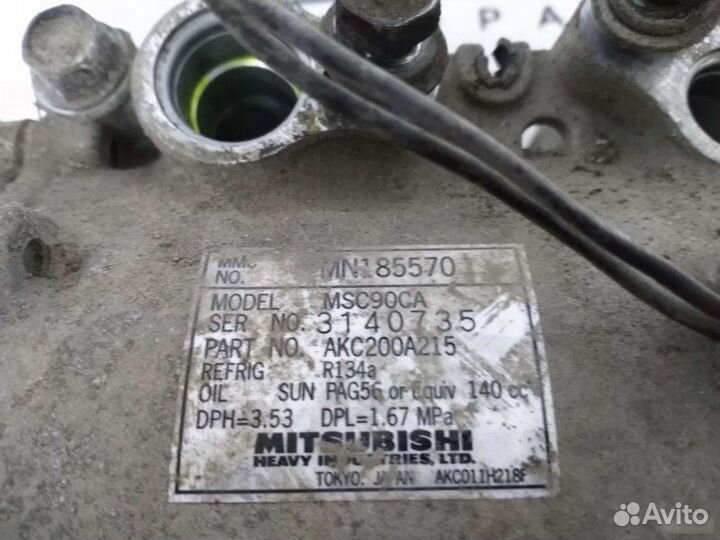 P A P
MMC
NO. MN185570
MODEL MSC90CA
SER NO. 3140735
PART NO. AKC200A215
REFRIG R134a
OIL SUN PAG56 or Equiv 140 cc
DPH=3.53 DPL=1.67 MPa
MITSUBISHI
HEAVY INDUSTRIES, LTD.
TOKYO. JAPAN AKC011H218F
Avito